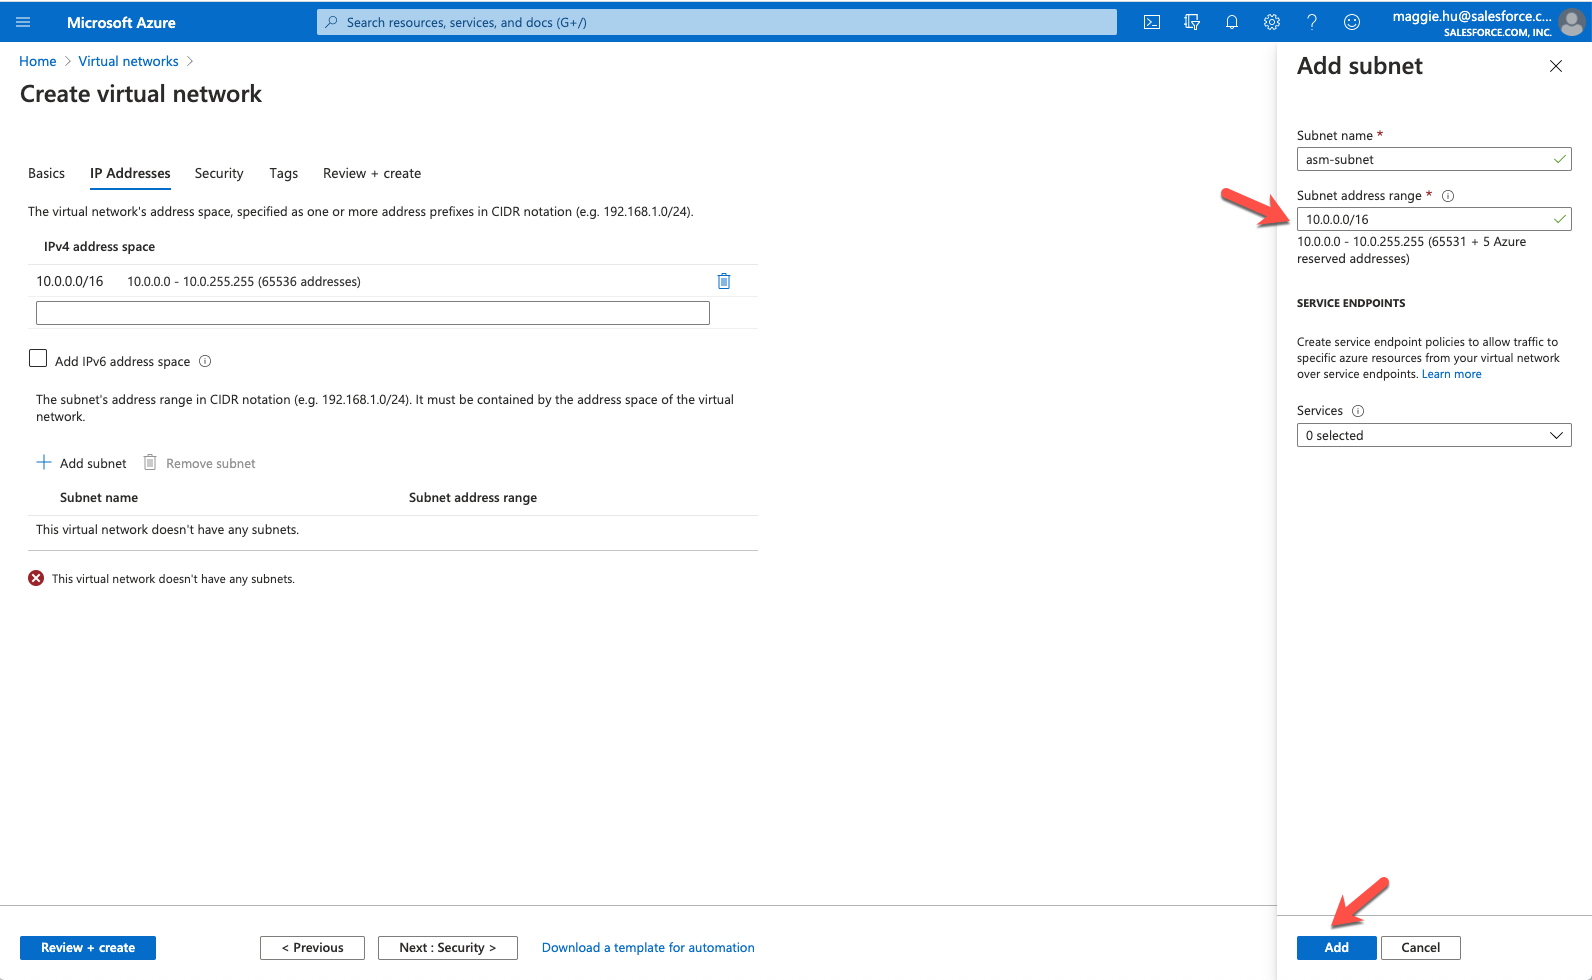 Microsoft Azure
Search resources, services, and docs (G+/)
maggie.hu@salesforce.c...
SALESFORCE.COM, INC.
Home > Virtual networks >
Create virtual network
Basics
IP Addresses
Security
Tags
Review + create
The virtual network's address space, specified as one or more address prefixes in CIDR notation (e.g. 192.168.1.0/24).
IPv4 address space
10.0.0.0/16 10.0.0.0 - 10.0.255.255 (65536 addresses)
Add IPv6 address space
The subnet's address range in CIDR notation (e.g. 192.168.1.0/24). It must be contained by the address space of the virtual
network.
Add subnet
Remove subnet
Subnet name
Subnet address range
This virtual network doesn't have any subnets.
This virtual network doesn't have any subnets.
Review + create
< Previous
Next : Security >
Download a template for automation
Add subnet
Subnet name *
asm-subnet
Subnet address range *
10.0.0.0/16
10.0.0.0 - 10.0.255.255 (65531 + 5 Azure
reserved addresses)
SERVICE ENDPOINTS
Create service endpoint policies to allow traffic to
specific azure resources from your virtual network
over service endpoints. Learn more
Services
0 selected
Add
Cancel